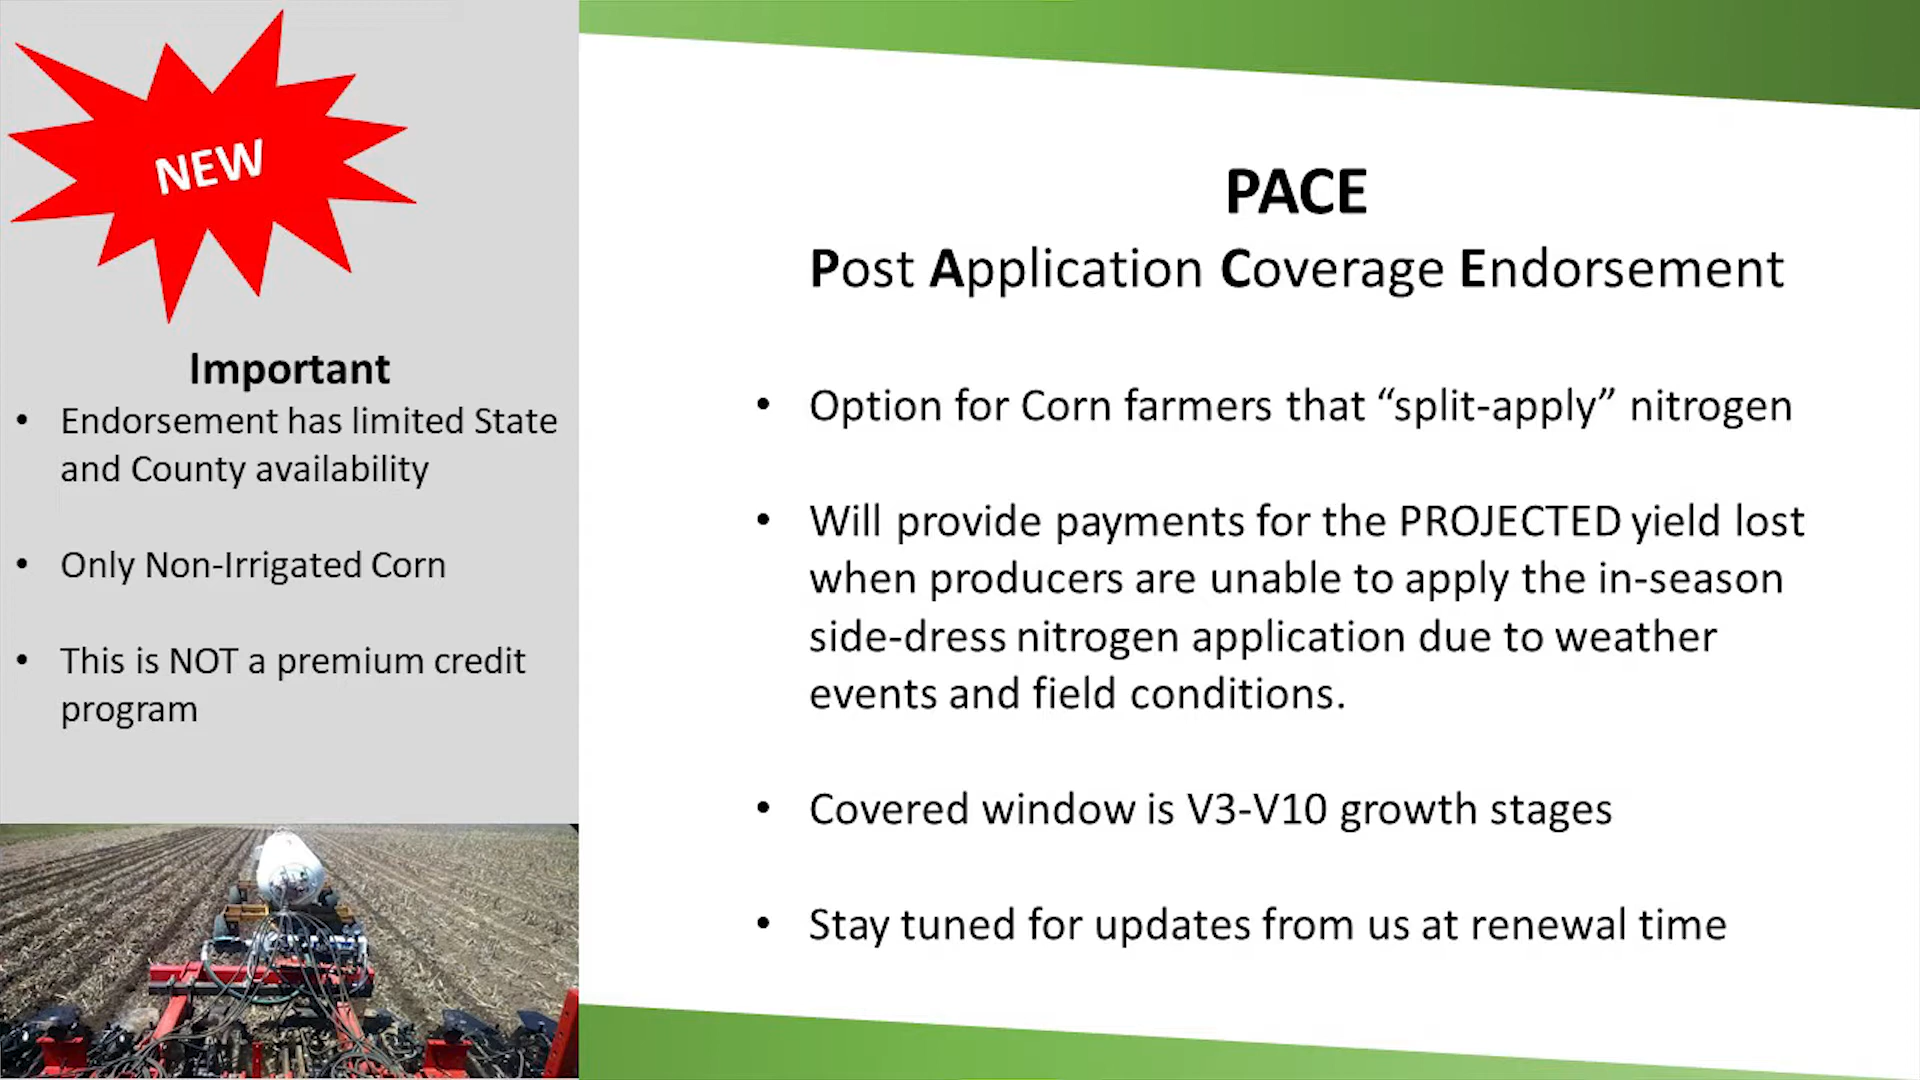 NEW
Important
• Endorsement has limited State
and County availability
• Only Non-Irrigated Corn
• This is NOT a premium credit
program
PACE
Post Application Coverage Endorsement
• Option for Corn farmers that “split-apply” nitrogen
• Will provide payments for the PROJECTED yield lost
when producers are unable to apply the in-season
side-dress nitrogen application due to weather
events and field conditions.
• Covered window is V3-V10 growth stages
• Stay tuned for updates from us at renewal time